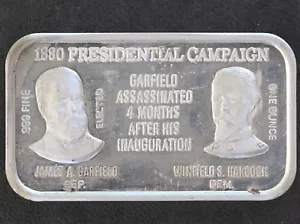 1880 PRESIDENTIAL CAMPAIGN
999 FINE
ELECTED
GARFIELD
ASSASSINATED
4 MONTHS
AFTER HIS
INAUGURATION
ONE OUNCE
JAMES A. GARFIELD
REP.
WINFIELD S. HANCOCK
DEM.